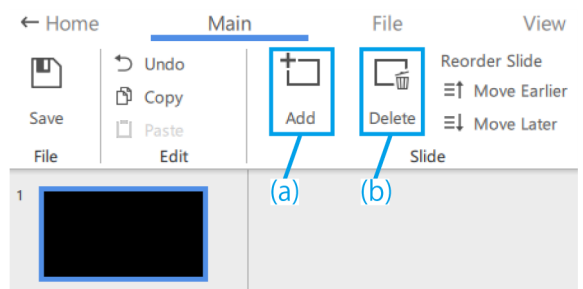 ← Home Main File View
Save
File
Undo
Copy
Paste
Edit
Add
Delete
Reorder Slide
Move Earlier
Move Later
Slide
(a) (b)
1